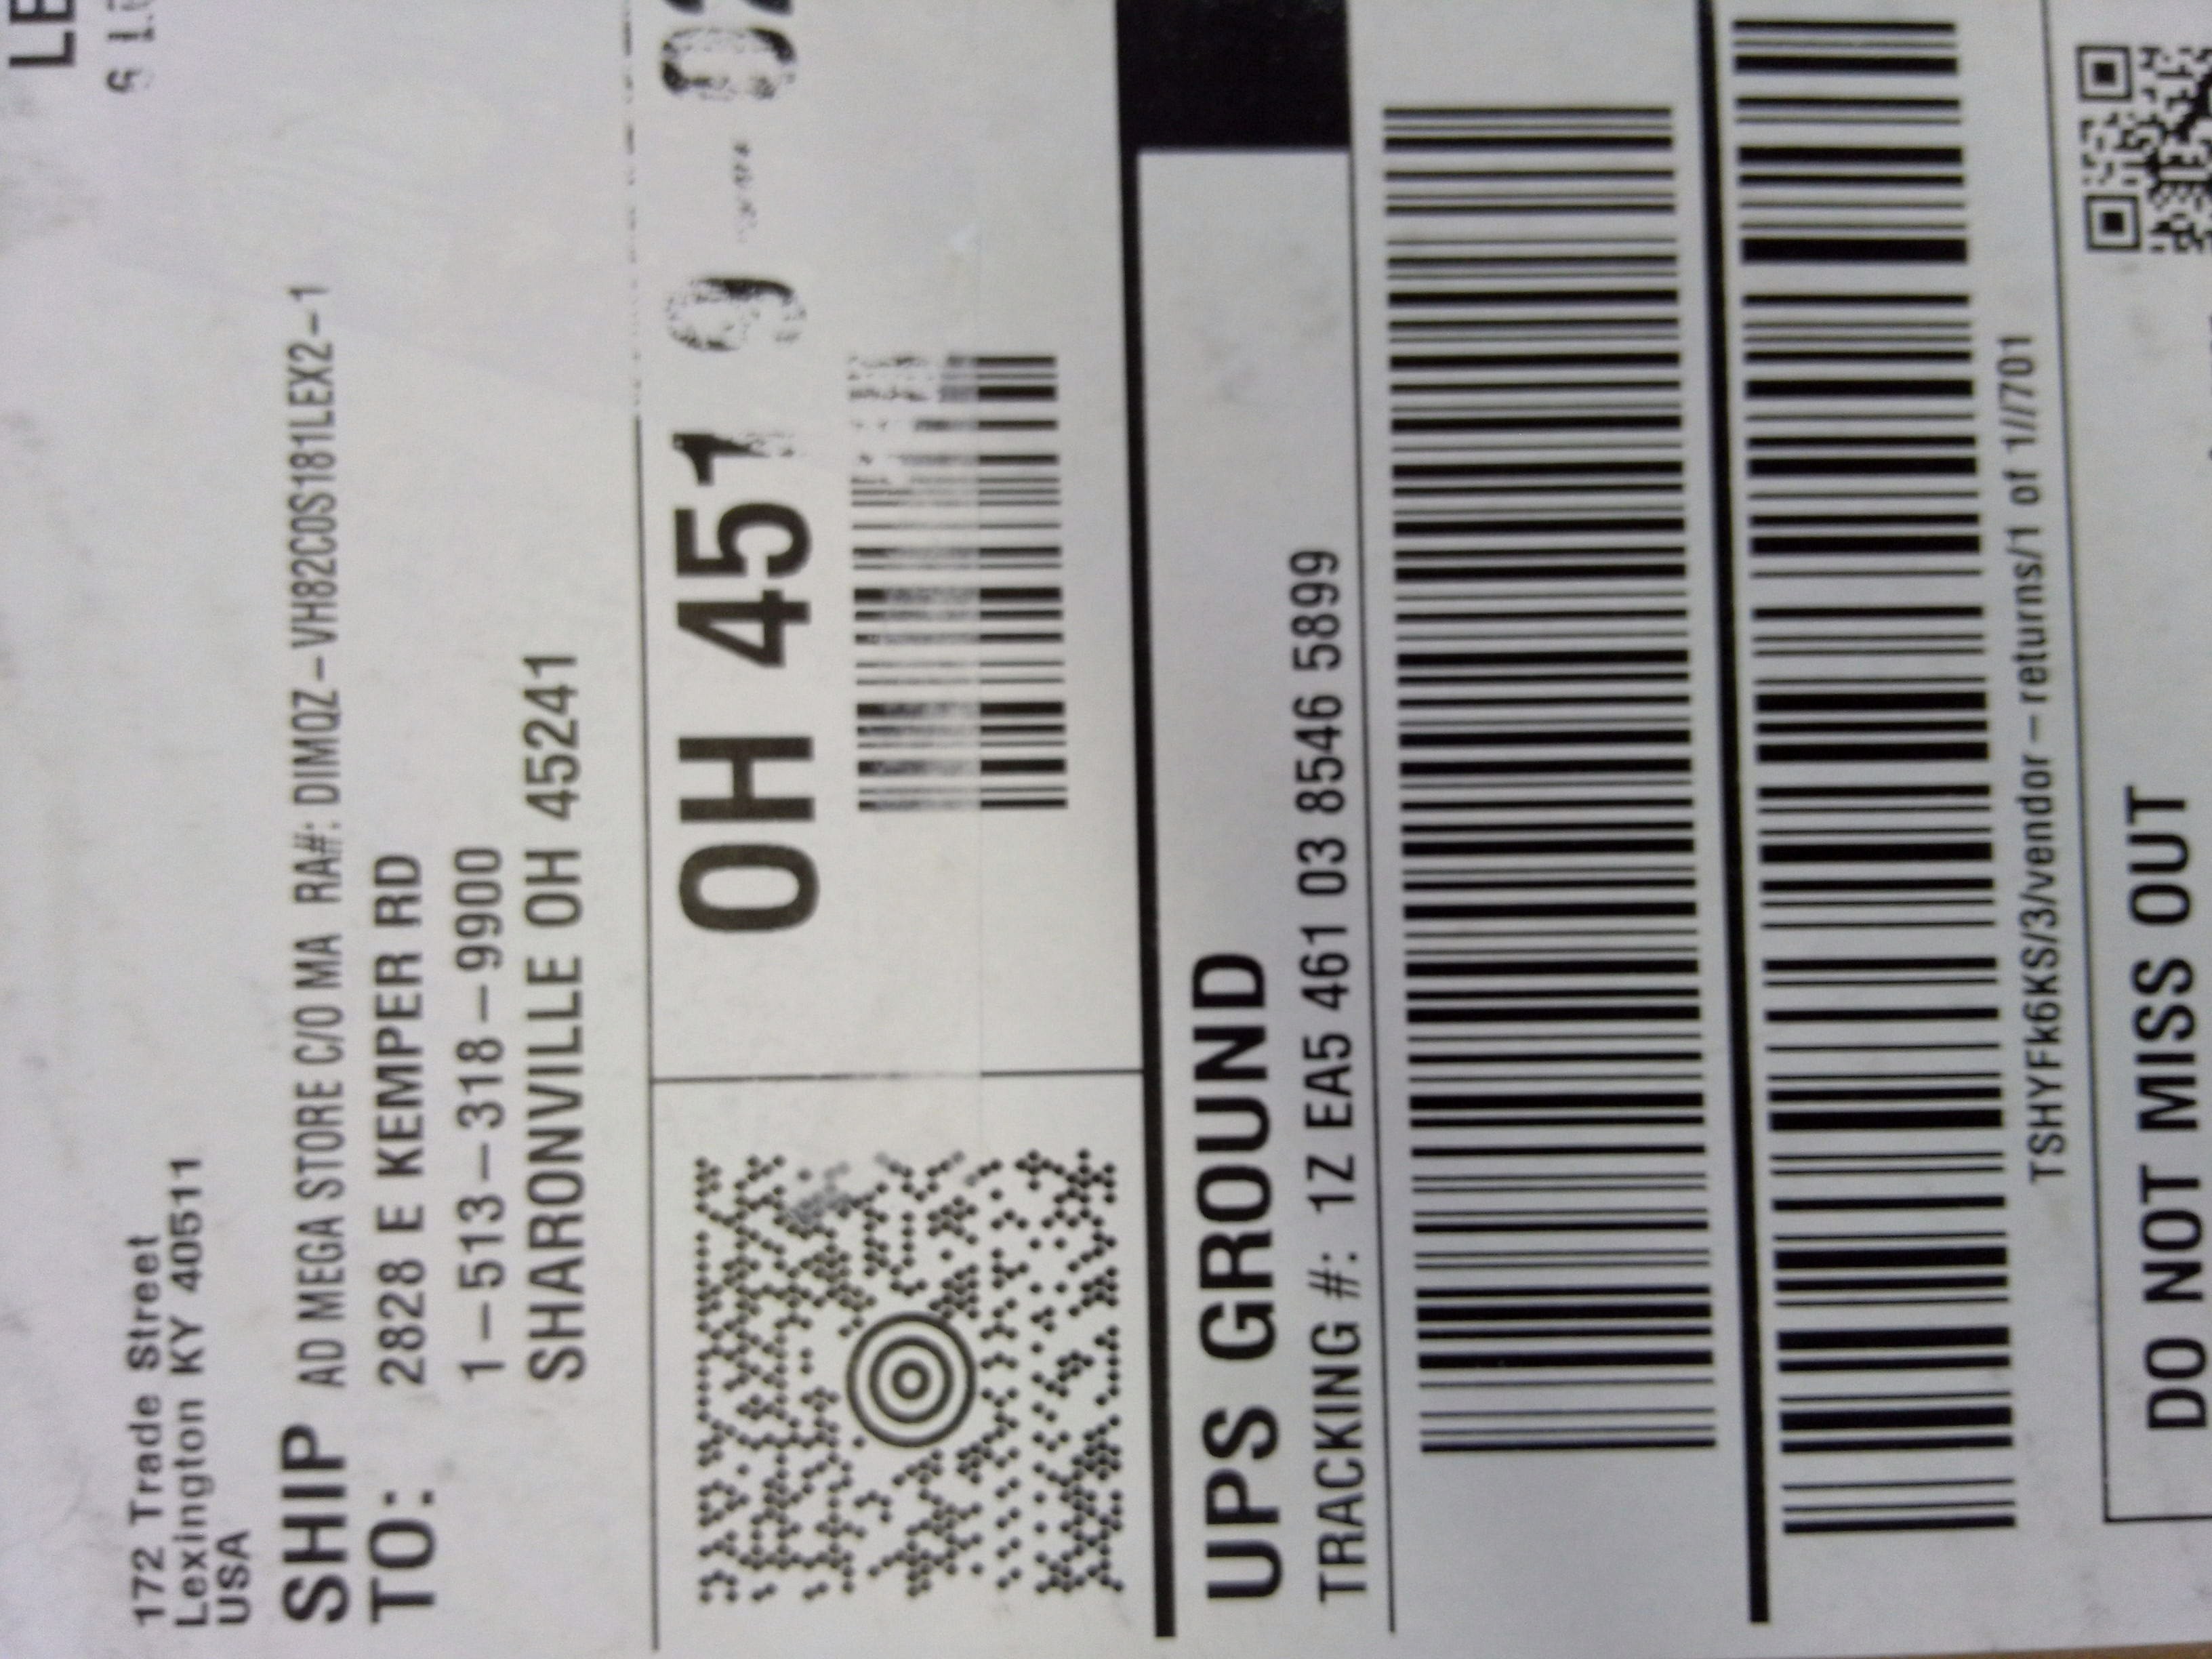 172 Trade Street
Lexington KY 40511
USA
SHIP
TO:
AD MEGA STORE C/O MA RA#: DIMQZ-VH82C0S181LEX2-1
2828 E KEMPER RD
1-513-318-9900
SHARONVILLE OH 45241
OH 451 9-02
UPS GROUND
TRACKING #: 1Z EA5 461 03 8546 5899
TSHYFk6KS/3/vendor-returns/1 of 1//701
DO NOT MISS OUT